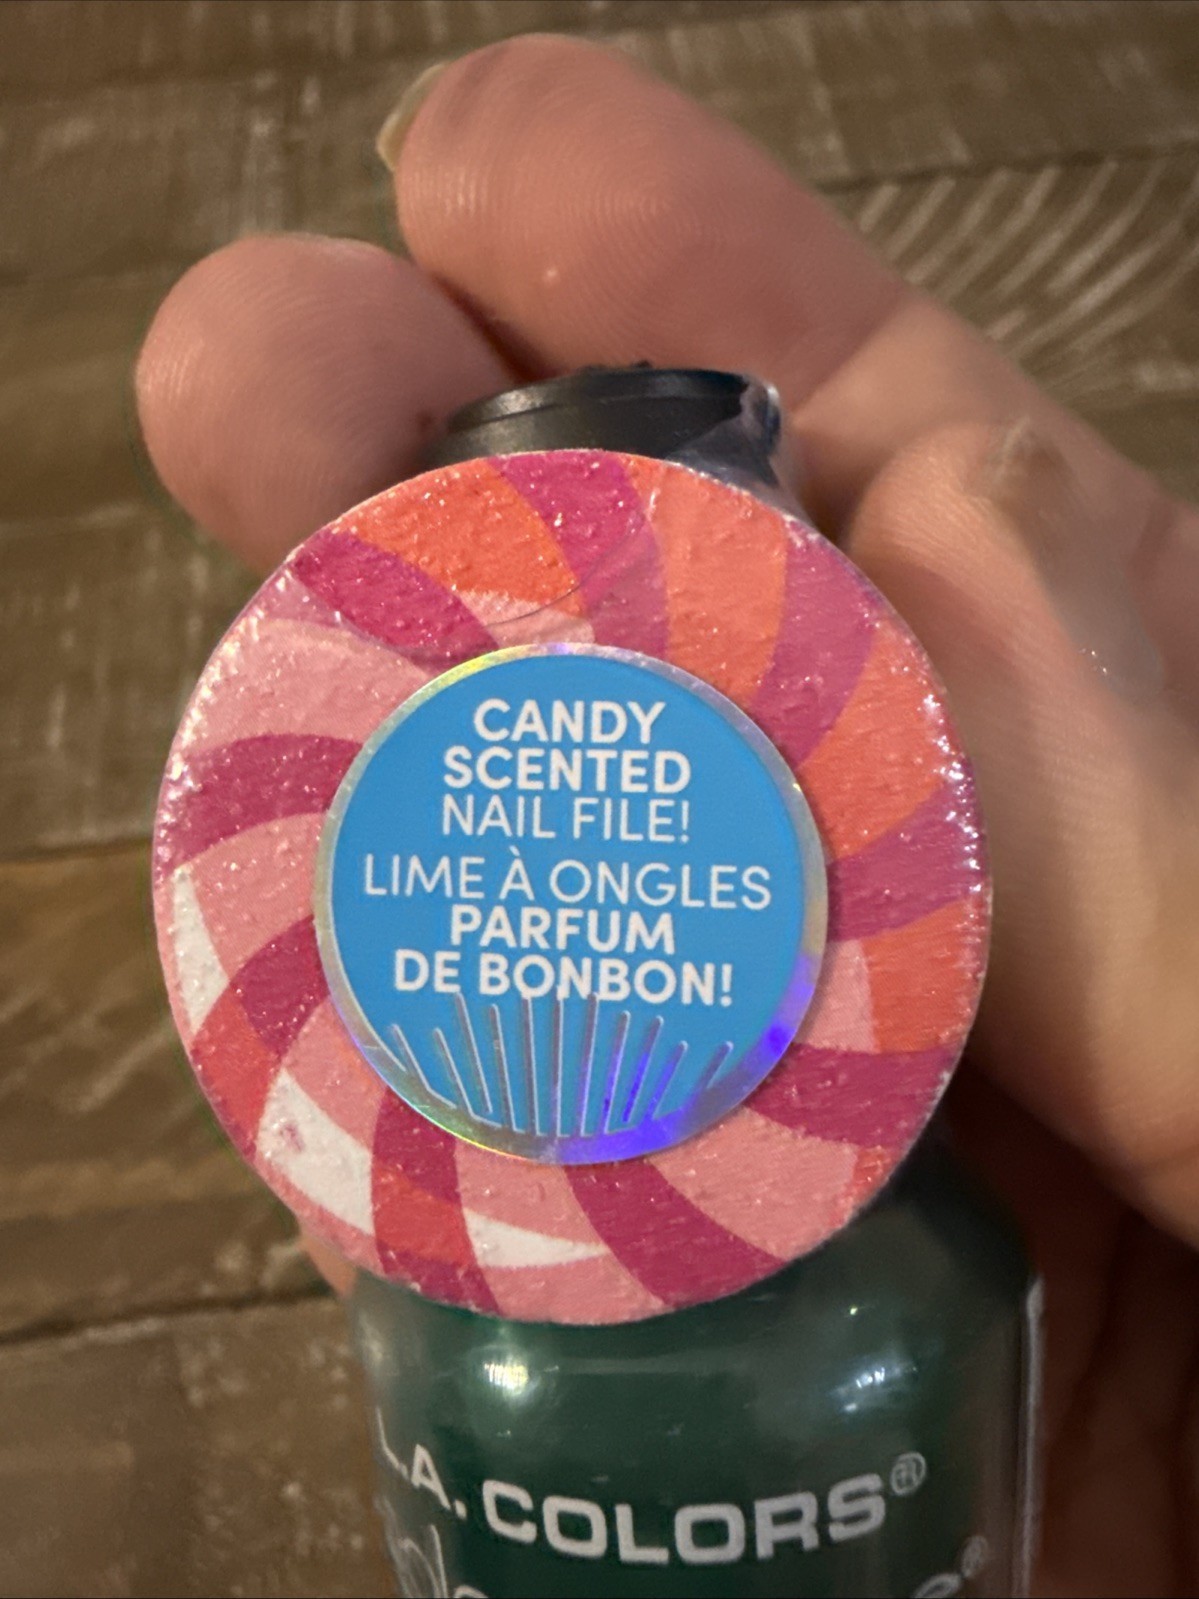 CANDY
SCENTED
NAIL FILE!
LIME À ONGLES
PARFUM
DE BONBON!
L.A. COLORS®